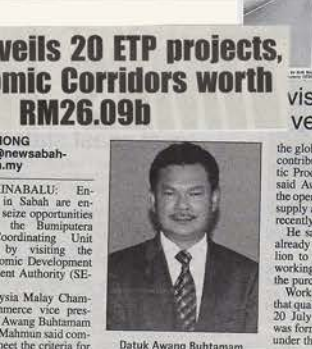 veils 20 ETP projects,
omic Corridors worth
RM26.09b
IONG
@newsabah-
.my
INABALU: En-
in Sabah are en-
seize opportunities
the Bumiputera
Coordinating Unit
by visiting the
omic Development
ent Authority (SE-
ysia Malay Cham-
mmerce vice pres-
Awang Buhtamam
Mahmun said com-
meet the criteria for
Datuk Awang Buhtamam
vis
ve
the glo
contribu
tic Proc
said Aw
the oper
supply a
recently
He sa
already
lion to
working
the purc
Work
that qua
20 July
was form
under th